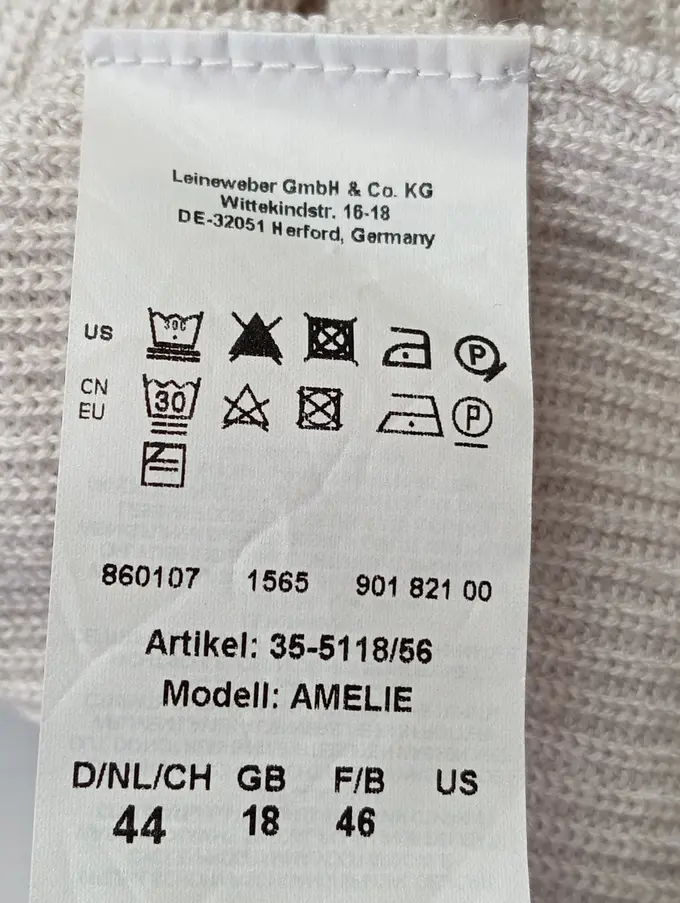 Leineweber GmbH & Co. KG
Wittekindstr. 16-18
DE-32051 Herford, Germany
US 30C P
CN 30 P
EU
860107 1565 901 821 00
Artikel: 35-5118/56
Modell: AMELIE
D/NL/CH GB F/B US
44 18 46